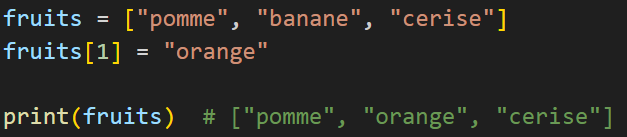 fruits = ["pomme", "banane", "cerise"]
fruits[1] = "orange"
print(fruits)  # ["pomme", "orange", "cerise"]